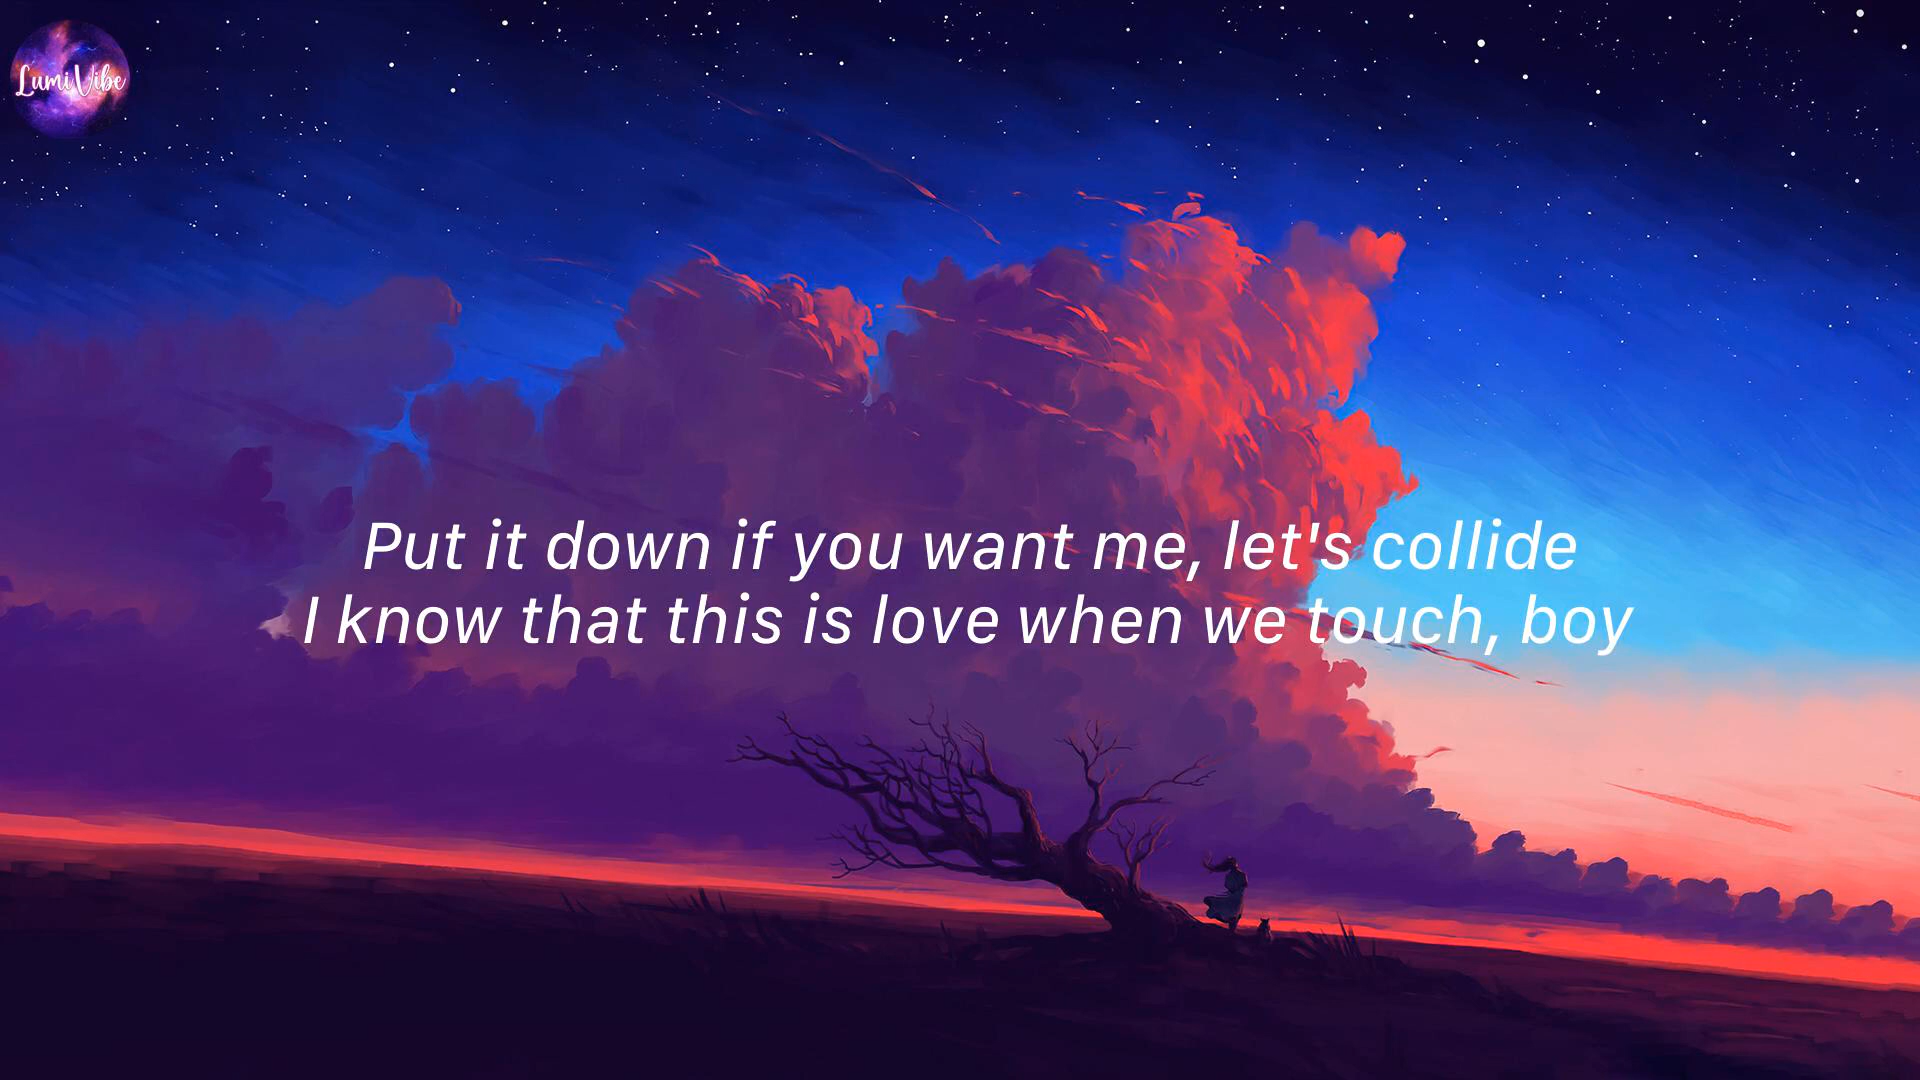 LumiVibe
Put it down if you want me, let's collide
I know that this is love when we touch, boy